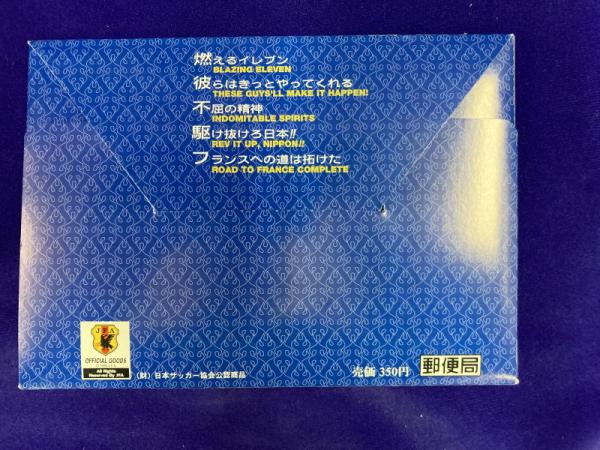 燃えるイレブン
BLAZING ELEVEN
彼らはきっとやってくれる
THESE GUYS'LL MAKE IT HAPPEN!
不屈の精神
INDOMITABLE SPIRITS
駆け抜けろ日本!!
REV IT UP, NIPPON!!
フランスへの道は拓けた
ROAD TO FRANCE COMPLETE
JFA
OFFICIAL GOODS
All Rights
Reserved By JFA
(財)日本サッカー協会公認商品
売価 350円
郵便局